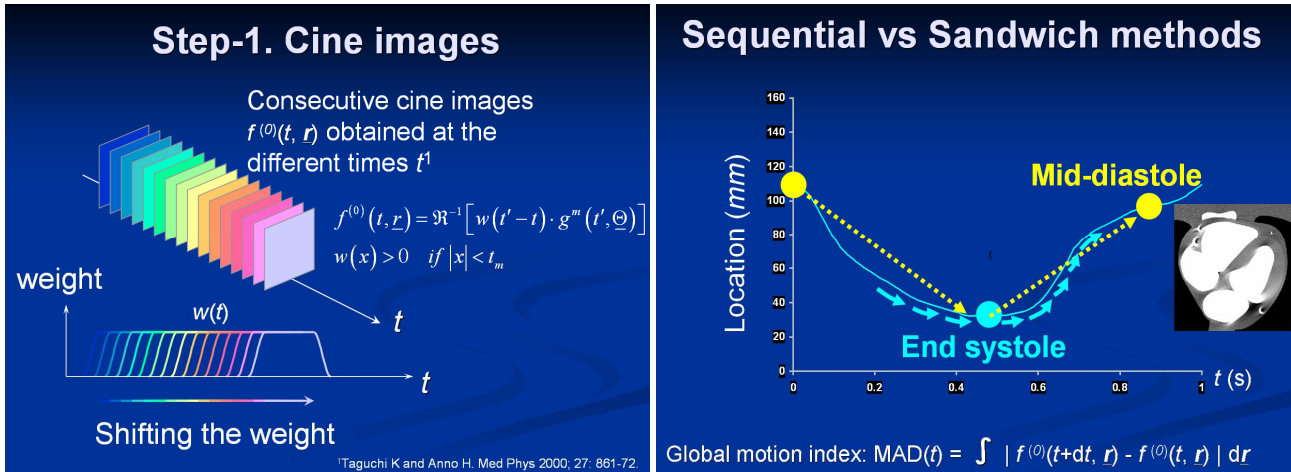 Step-1. Cine images
Consecutive cine images
f ⁽⁰⁾(t, r) obtained at the
different times t¹
f⁽⁰⁾(t,r) = ℜ⁻¹[w(t′−t)·gᵐ(t′,Θ)]
w(x) > 0 if |x| < tₘ
weight
w(t)
t
t
Shifting the weight
¹Taguchi K and Anno H. Med Phys 2000; 27: 861-72.
Sequential vs Sandwich methods
Location (mm)
160
140
120
100
80
60
40
20
0
Mid-diastole
End systole
0 0.2 0.4 0.6 0.8 1
t (s)
Global motion index: MAD(t) = ∫ | f ⁽⁰⁾(t+dt, r) - f ⁽⁰⁾(t, r) | dr